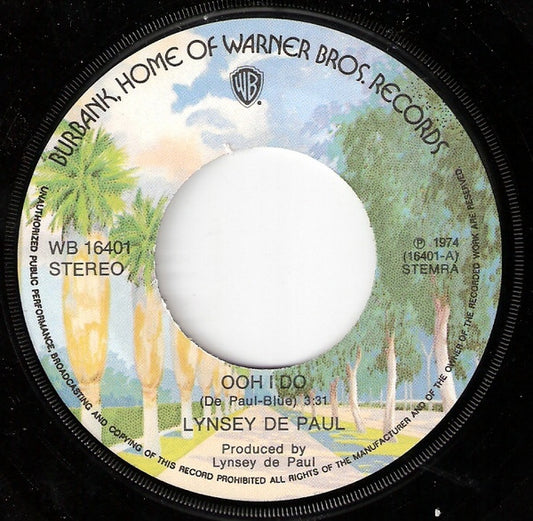 BURBANK, HOME OF WARNER BROS. RECORDS
WB
WB 16401
STEREO
℗ 1974
(16401-A)
STEMRA
OOH I DO
(De Paul-Blue) 3:31
LYNSEY DE PAUL
Produced by
Lynsey de Paul
UNAUTHORIZED PUBLIC PERFORMANCE, BROADCASTING AND COPYING OF THIS RECORD PROHIBITED ALL RIGHTS OF THE MANUFACTURER AND OF THE OWNER OF THE RECORDED WORK ARE RESERVED